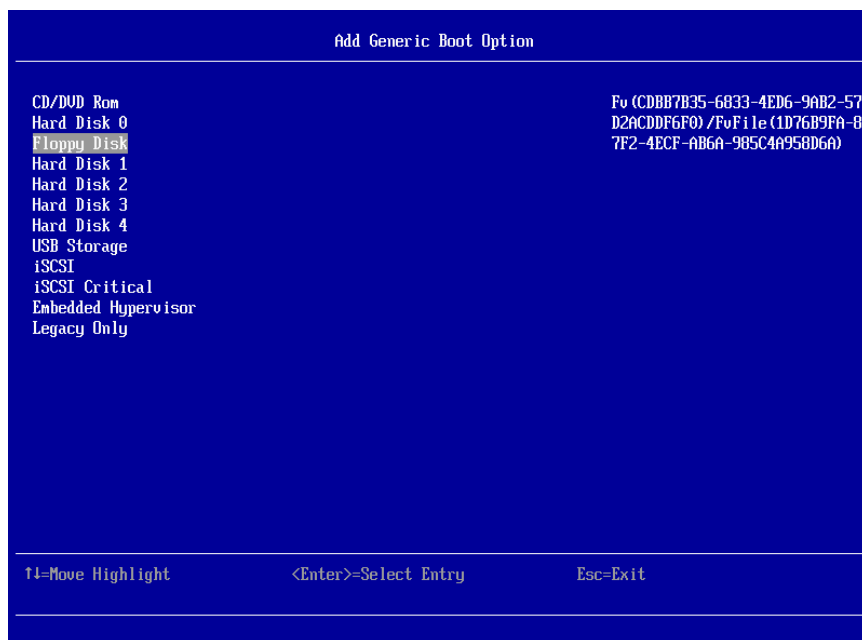 Add Generic Boot Option
CD/DVD Rom
Hard Disk 0
Floppy Disk
Hard Disk 1
Hard Disk 2
Hard Disk 3
Hard Disk 4
USB Storage
iSCSI
iSCSI Critical
Embedded Hypervisor
Legacy Only
Fv(CDBB7B35-6833-4ED6-9AB2-57
D2ACDDF6F0)/FvFile(1D76B9FA-8
7F2-4ECF-AB6A-985C4A958D6A)
↑↓=Move Highlight
<Enter>=Select Entry
Esc=Exit